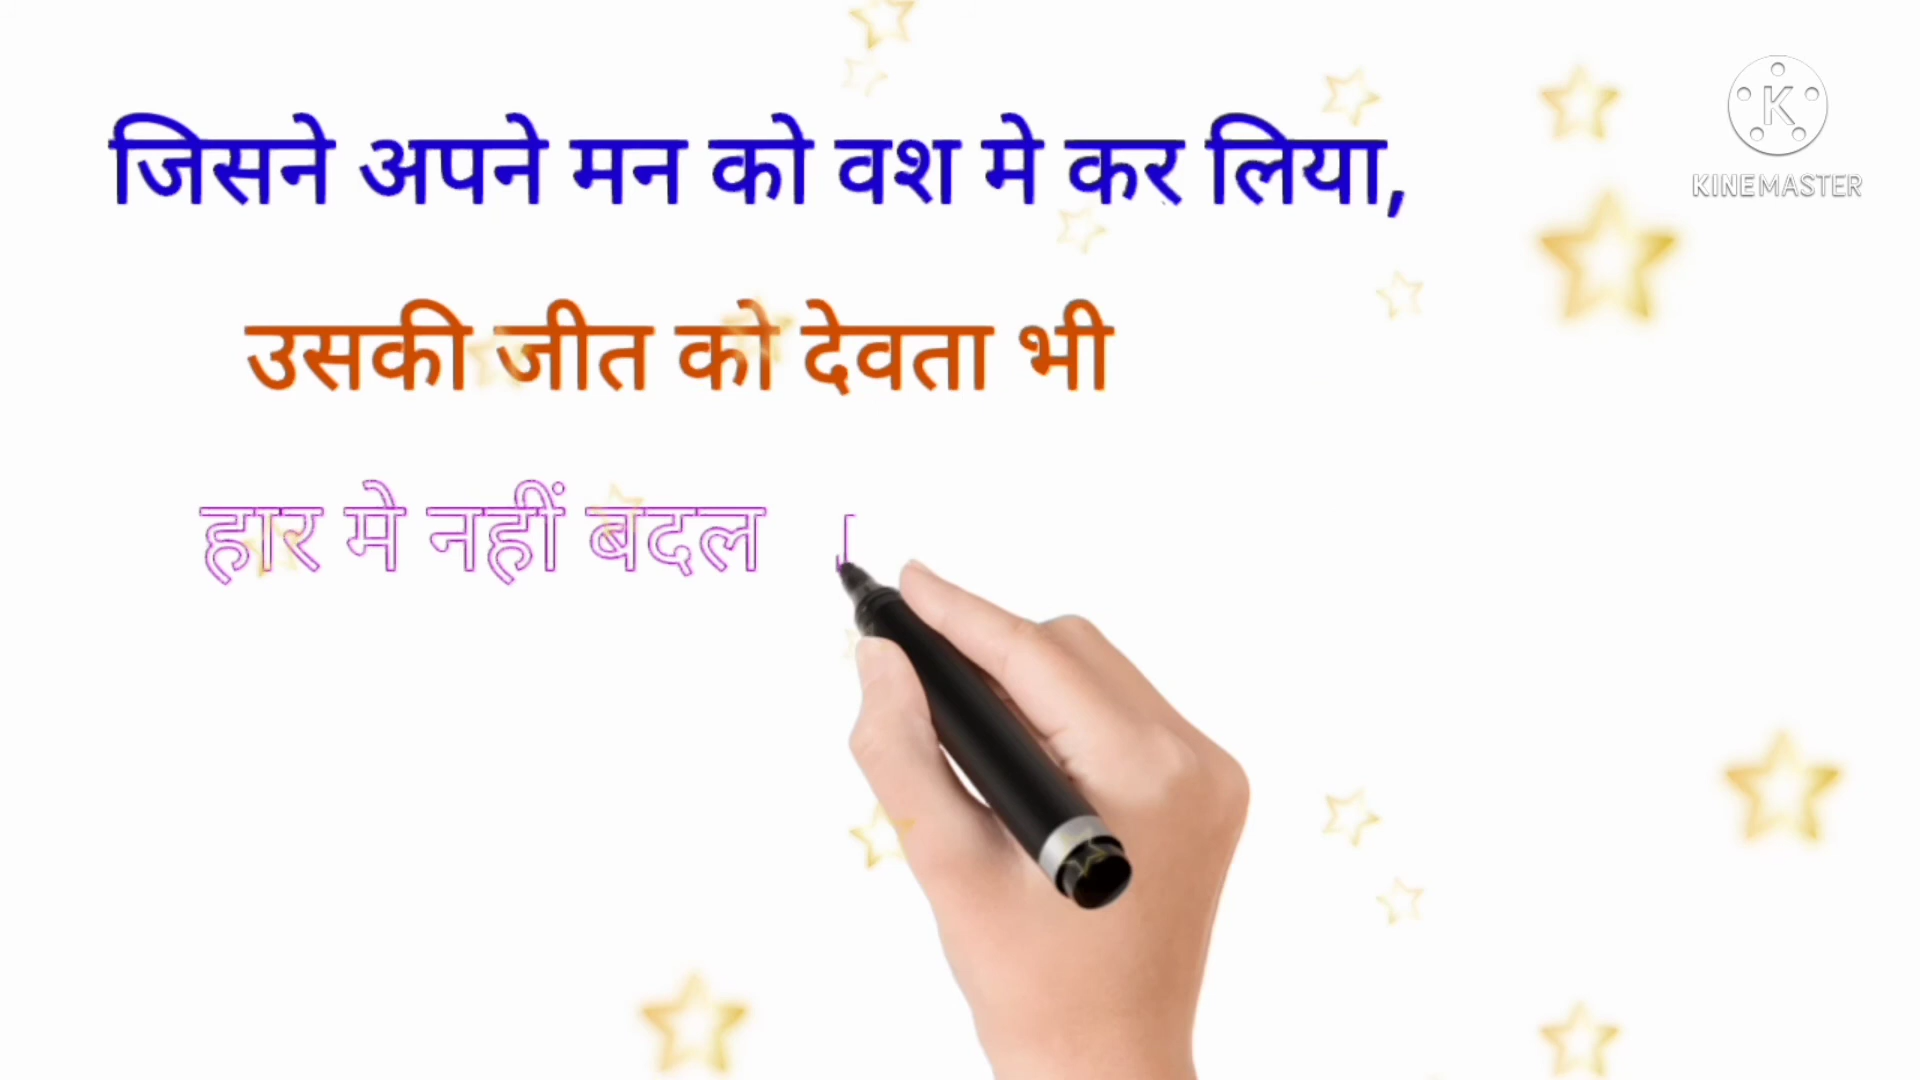 जिसने अपने मन को वश मे कर लिया,
उसकी जीत को देवता भी
हार मे नहीं बदल
K
KINEMASTER